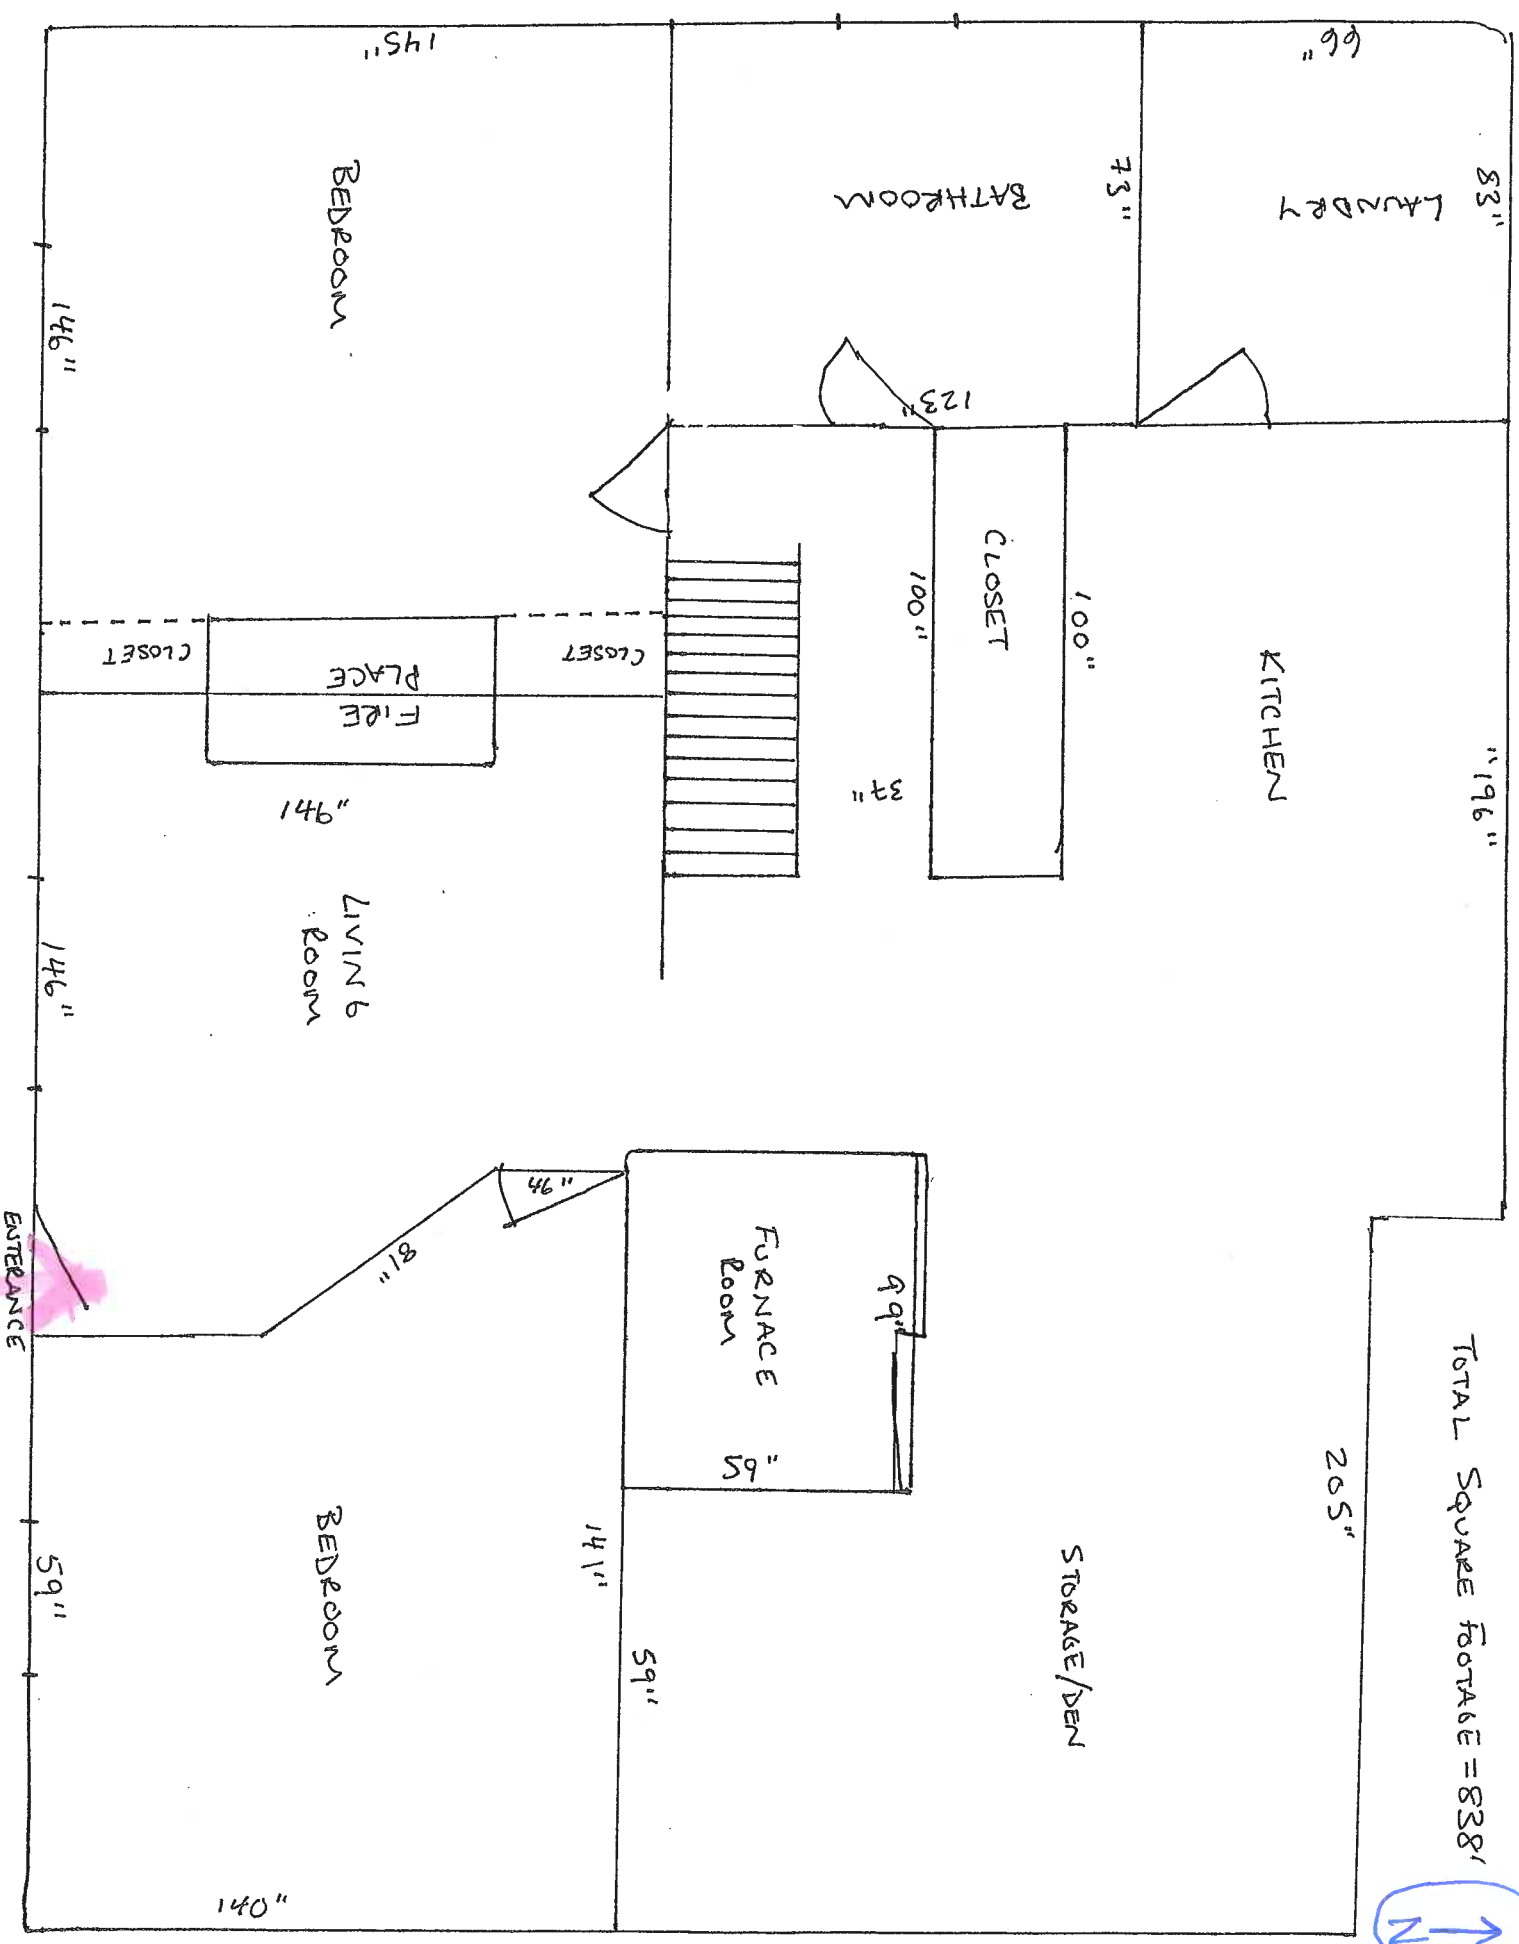 TOTAL SQUARE FOOTAGE = 838'
N
145"
66"
BEDROOM
BATHROOM
73"
LAUNDRY
83"
146"
123"
CLOSET
100"
100"
KITCHEN
"196"
CLOSET
FIRE
PLACE
CLOSET
37"
146"
LIVING
ROOM
146"
46"
81"
ENTERANCE
FURNACE
ROOM
99"
59"
205"
BEDROOM
141"
59"
59"
STORAGE/DEN
140"